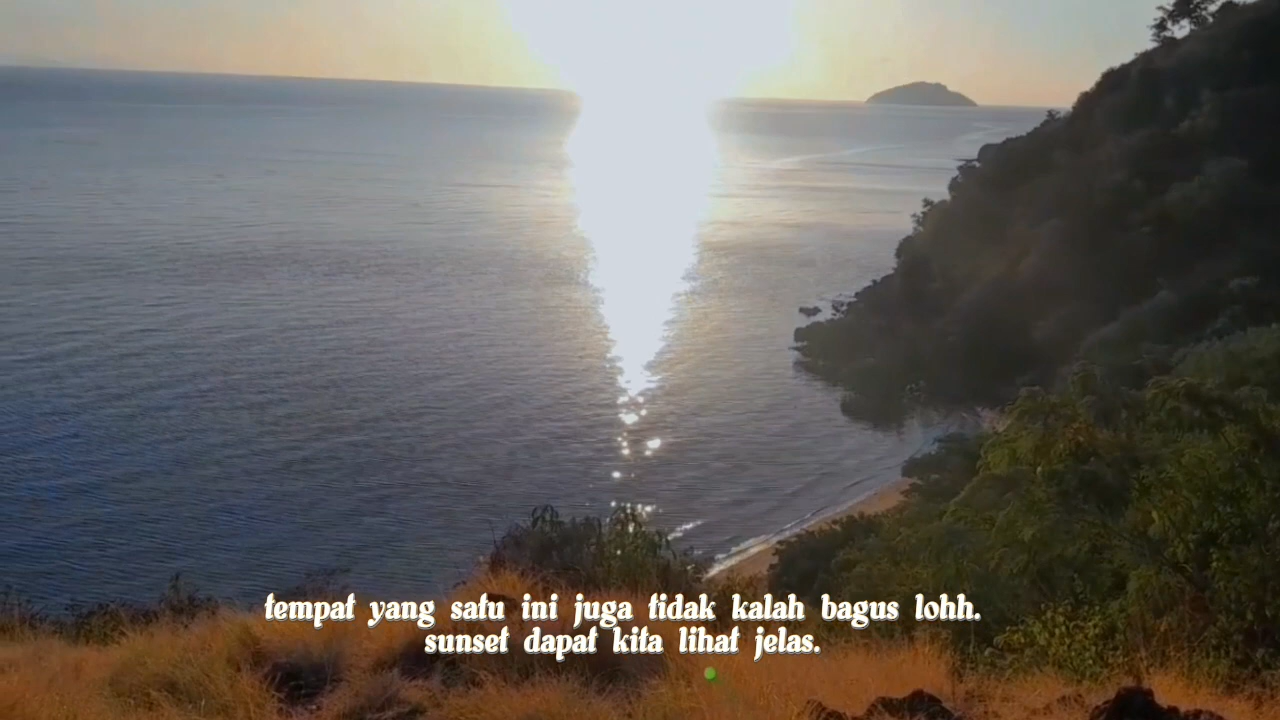 tempat yang satu ini juga tidak kalah bagus lohh.
sunset dapat kita lihat jelas.